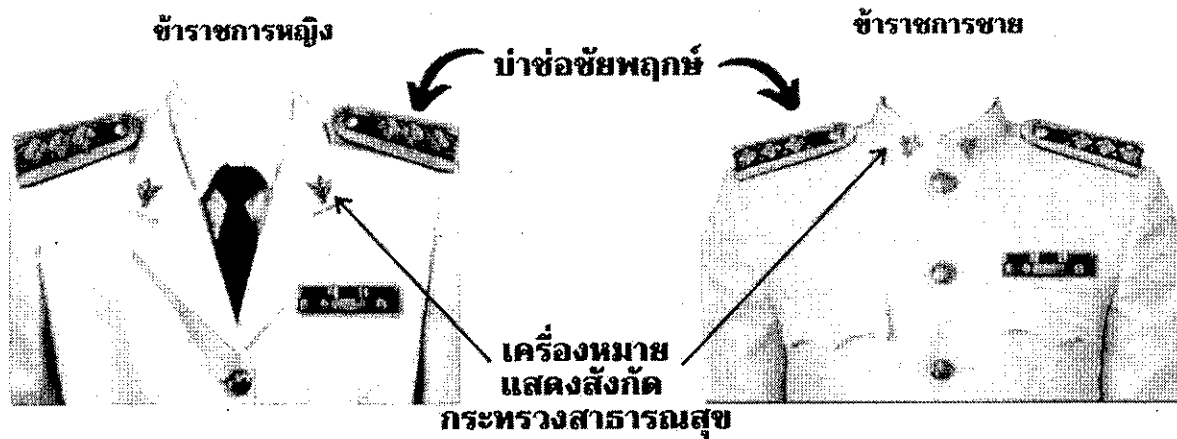 ข้าราชการหญิง
ข้าราชการชาย
บ่าช่อชัยพฤกษ์
เครื่องหมาย
แสดงสังกัด
กระทรวงสาธารณสุข